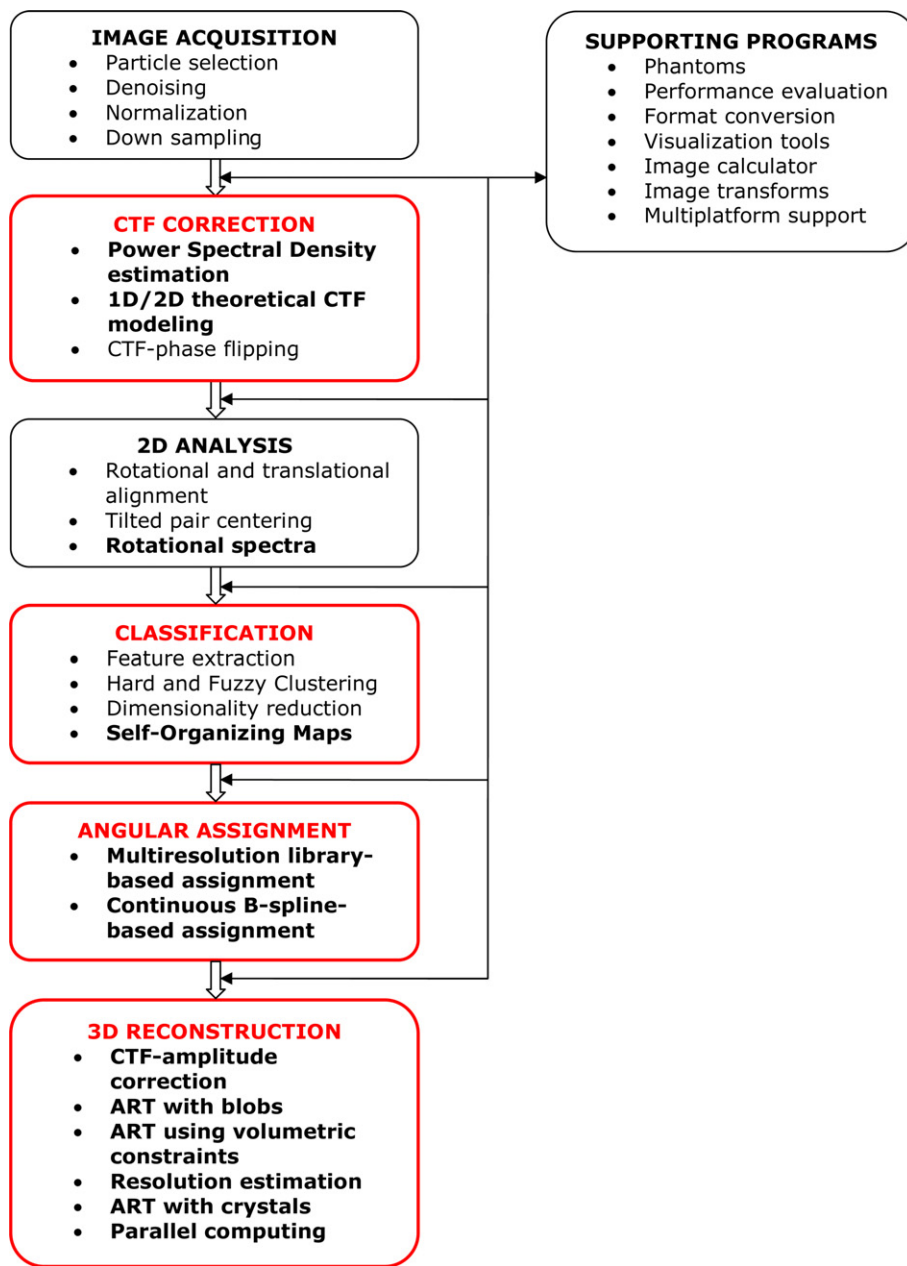 IMAGE ACQUISITION
• Particle selection
• Denoising
• Normalization
• Down sampling
SUPPORTING PROGRAMS
• Phantoms
• Performance evaluation
• Format conversion
• Visualization tools
• Image calculator
• Image transforms
• Multiplatform support
CTF CORRECTION
• Power Spectral Density
estimation
• 1D/2D theoretical CTF
modeling
• CTF-phase flipping
2D ANALYSIS
• Rotational and translational
alignment
• Tilted pair centering
• Rotational spectra
CLASSIFICATION
• Feature extraction
• Hard and Fuzzy Clustering
• Dimensionality reduction
• Self-Organizing Maps
ANGULAR ASSIGNMENT
• Multiresolution library-
based assignment
• Continuous B-spline-
based assignment
3D RECONSTRUCTION
• CTF-amplitude
correction
• ART with blobs
• ART using volumetric
constraints
• Resolution estimation
• ART with crystals
• Parallel computing